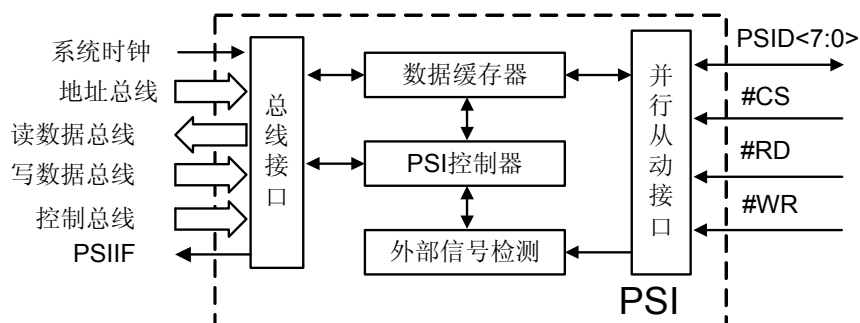 系统时钟
地址总线
读数据总线
写数据总线
控制总线
PSIIF
总线接口
数据缓存器
PSI控制器
外部信号检测
并行从动接口
PSID<7:0>
#CS
#RD
#WR
PSI